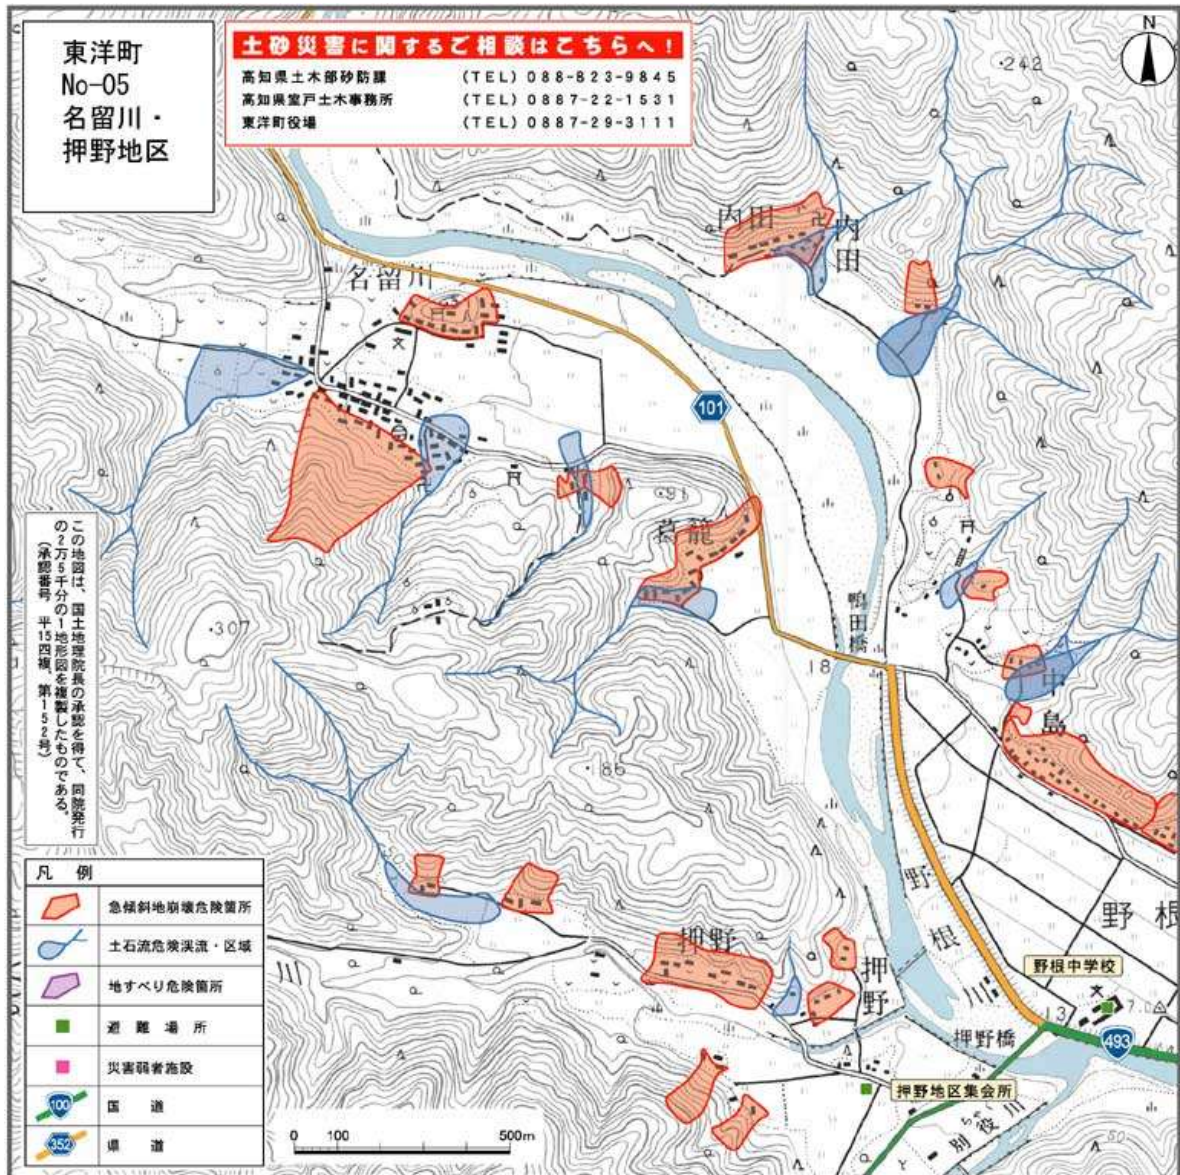 東洋町
No-05
名留川・
押野地区
土砂災害に関するご相談はこちらへ！
高知県土木部砂防課 (TEL) 088-823-9845
高知県室戸土木事務所 (TEL) 0887-22-1531
東洋町役場 (TEL) 0887-29-3111
N
242
内田
内田
名留川
101
91
葛籠
鴨田橋
307
18
中島
186
この地図は、国土地理院長の承認を得て、同院発行
の2万5千分の1地形図を複製したものである。
(承認番号 平15四複、第152号)
凡 例
急傾斜地崩壊危険箇所
土石流危険渓流・区域
地すべり危険箇所
避難場所
災害弱者施設
100 国道
352 県道
0 100 500m
押野
押野
野根川
野根
野根中学校
13
7.0
493
押野橋
押野地区集会所
別役川
50